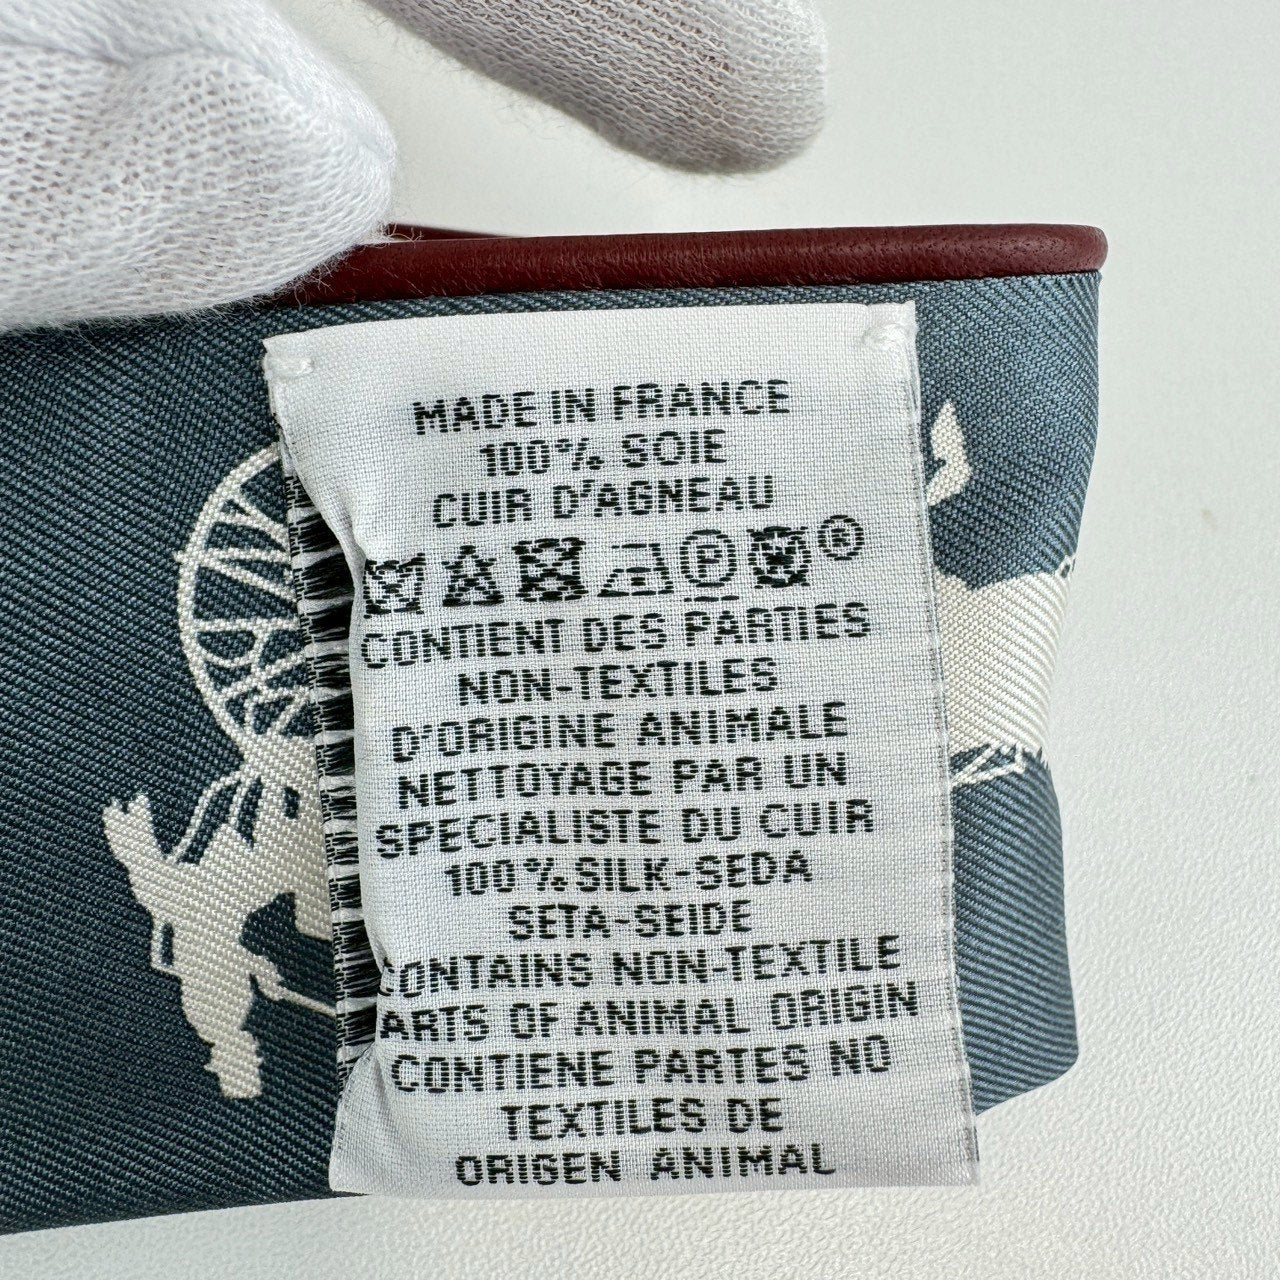 MADE IN FRANCE
100% SOIE
CUIR D'AGNEAU
P ®
CONTIENT DES PARTIES
NON-TEXTILES
D'ORIGINE ANIMALE
NETTOYAGE PAR UN
SPECIALISTE DU CUIR
100% SILK-SEDA
SETA-SEIDE
CONTAINS NON-TEXTILE
ARTS OF ANIMAL ORIGIN
CONTIENE PARTES NO
TEXTILES DE
ORIGEN ANIMAL